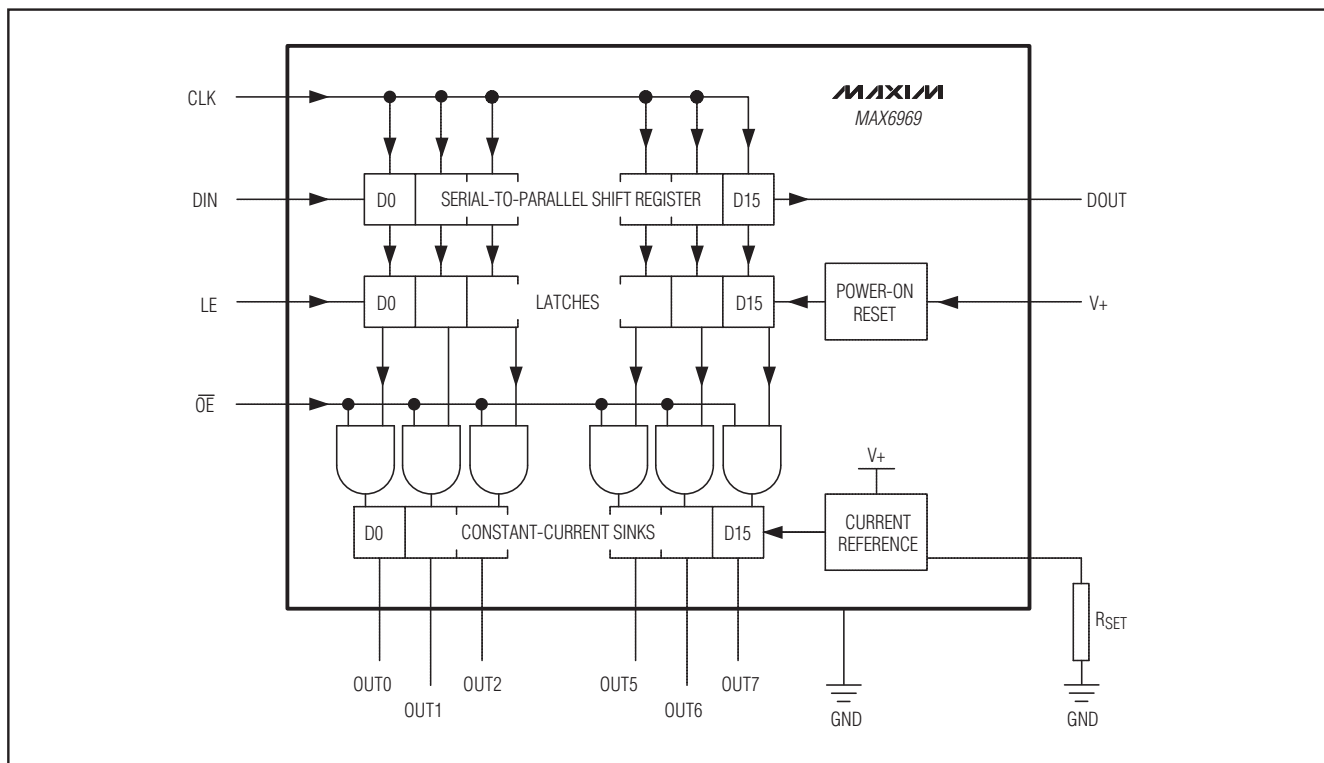 MAXIM
MAX6969
CLK
DIN
D0
SERIAL-TO-PARALLEL SHIFT REGISTER
D15
DOUT
LE
D0
LATCHES
D15
POWER-ON
RESET
V+
OE
V+
D0
CONSTANT-CURRENT SINKS
D15
CURRENT
REFERENCE
RSET
OUT0
OUT1
OUT2
OUT5
OUT6
OUT7
GND
GND